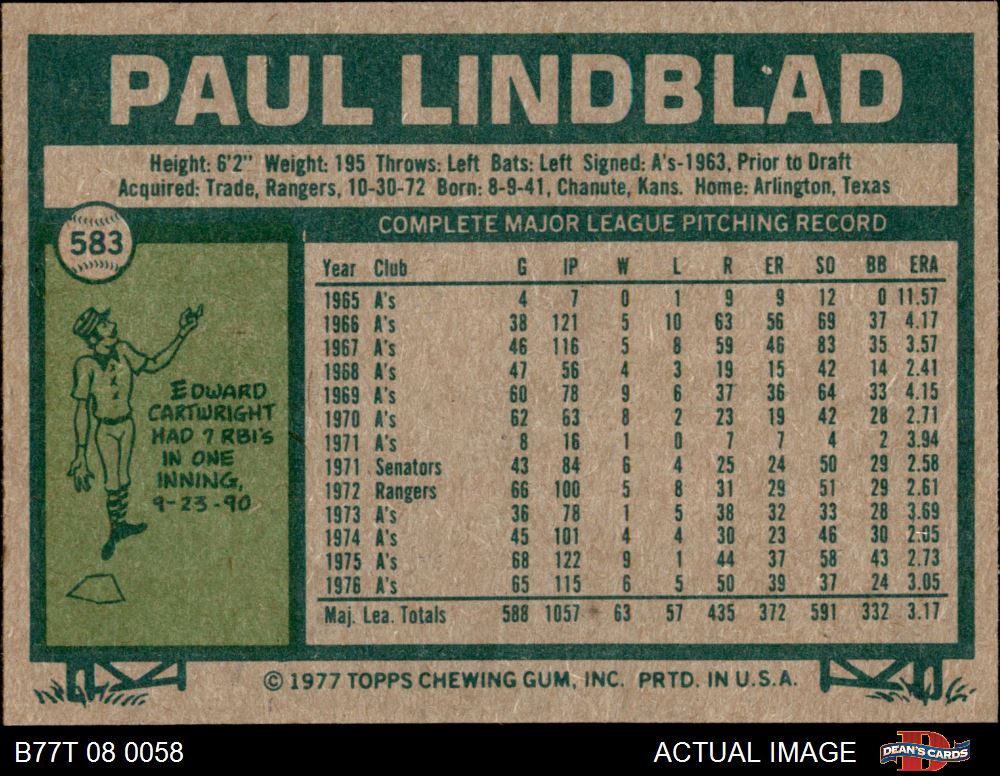 PAUL LINDBLAD
Height: 6'2" Weight: 195 Throws: Left Bats: Left Signed: A's-1963, Prior to Draft
Acquired: Trade, Rangers, 10-30-72 Born: 8-9-41, Chanute, Kans. Home: Arlington, Texas
583
COMPLETE MAJOR LEAGUE PITCHING RECORD
Year Club G IP W L R ER SO BB ERA
1965 A's 4 7 0 1 9 9 12 0 11.57
1966 A's 38 121 5 10 63 56 69 37 4.17
1967 A's 46 116 5 8 59 46 83 35 3.57
1968 A's 47 56 4 3 19 15 42 14 2.41
1969 A's 60 78 9 6 37 36 64 33 4.15
1970 A's 62 63 8 2 23 19 42 28 2.71
1971 A's 8 16 1 0 7 7 4 2 3.94
1971 Senators 43 84 6 4 25 24 50 29 2.58
1972 Rangers 66 100 5 8 31 29 51 29 2.61
1973 A's 36 78 1 5 38 32 33 28 3.69
1974 A's 45 101 4 4 30 23 46 30 2.05
1975 A's 68 122 9 1 44 37 58 43 2.73
1976 A's 65 115 6 5 50 39 37 24 3.05
Maj. Lea. Totals 588 1057 63 57 435 372 591 332 3.17
EDWARD
CARTWRIGHT
HAD 7 RBI's
IN ONE
INNING,
9-23-90
© 1977 TOPPS CHEWING GUM, INC. PRTD. IN U.S.A.
B77T 08 0058
ACTUAL IMAGE
DEAN'S CARDS